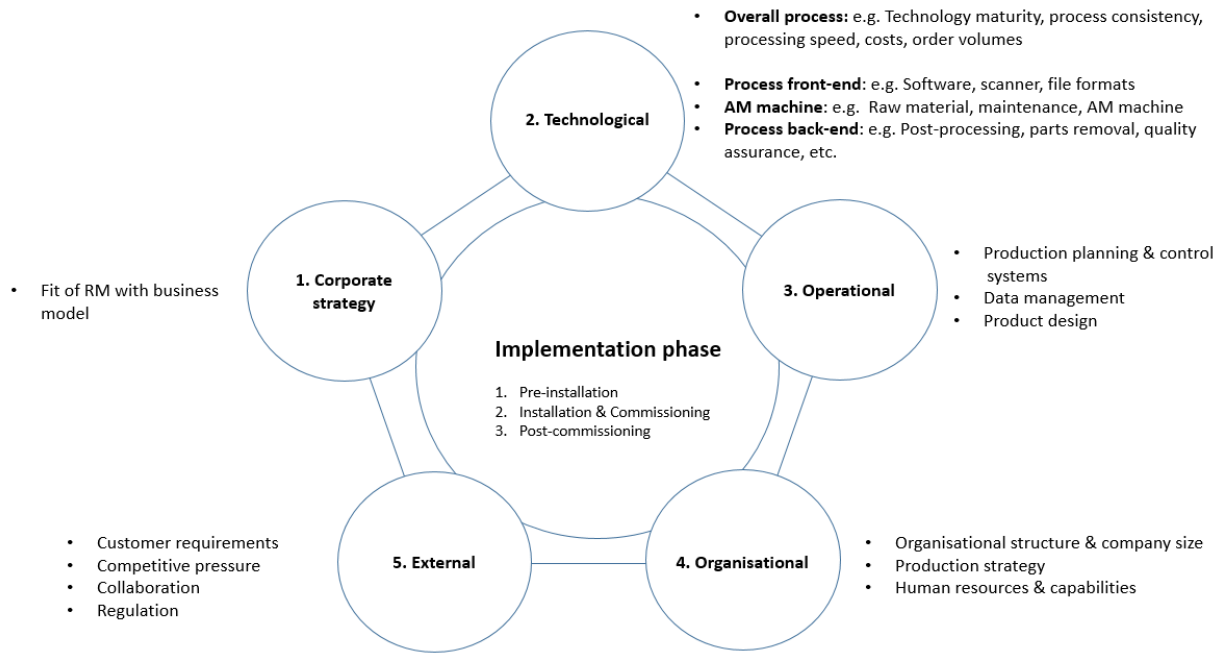 • Overall process: e.g. Technology maturity, process consistency,
processing speed, costs, order volumes
• Process front-end: e.g. Software, scanner, file formats
• AM machine: e.g.  Raw material, maintenance, AM machine
• Process back-end: e.g. Post-processing, parts removal, quality
assurance, etc.
2. Technological
1. Corporate
strategy
• Fit of RM with business
model
3. Operational
• Production planning & control
systems
• Data management
• Product design
Implementation phase
1. Pre-installation
2. Installation & Commissioning
3. Post-commissioning
5. External
• Customer requirements
• Competitive pressure
• Collaboration
• Regulation
4. Organisational
• Organisational structure & company size
• Production strategy
• Human resources & capabilities